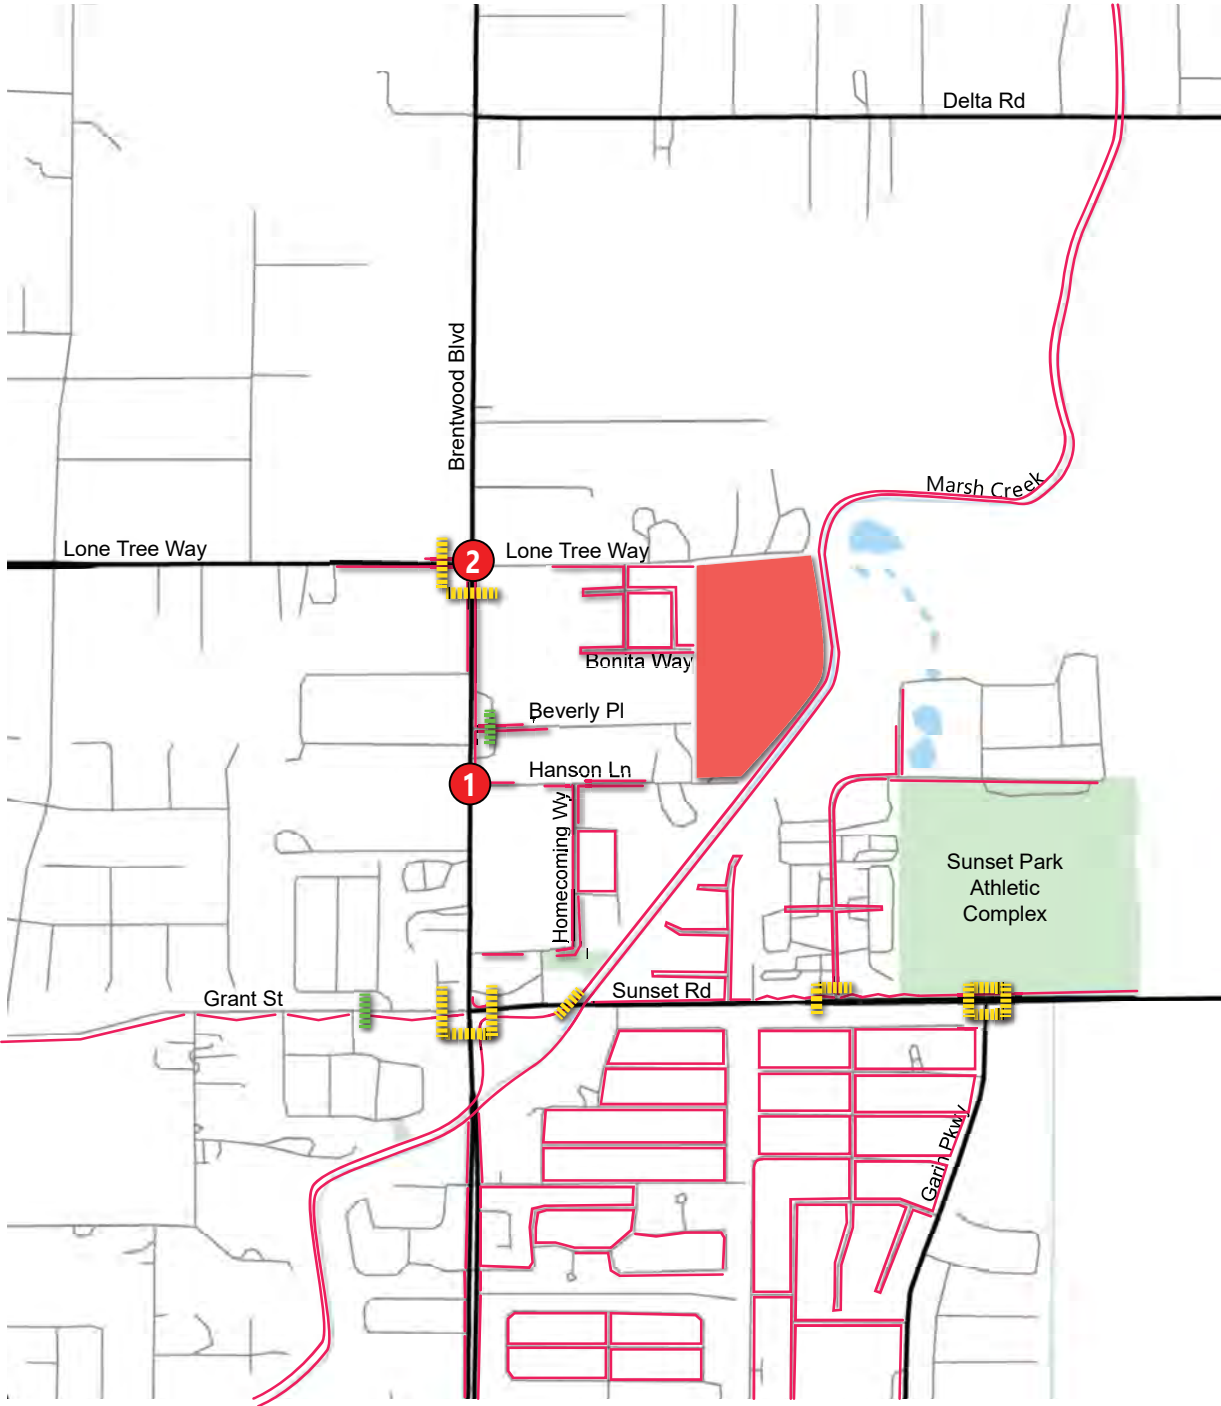 Delta Rd
Brentwood Blvd
Marsh Creek
Lone Tree Way
2
Lone Tree Way
Bonita Way
Beverly Pl
Hanson Ln
1
Homecoming Wy
Sunset Park
Athletic
Complex
Grant St
Sunset Rd
Garin Pkwy